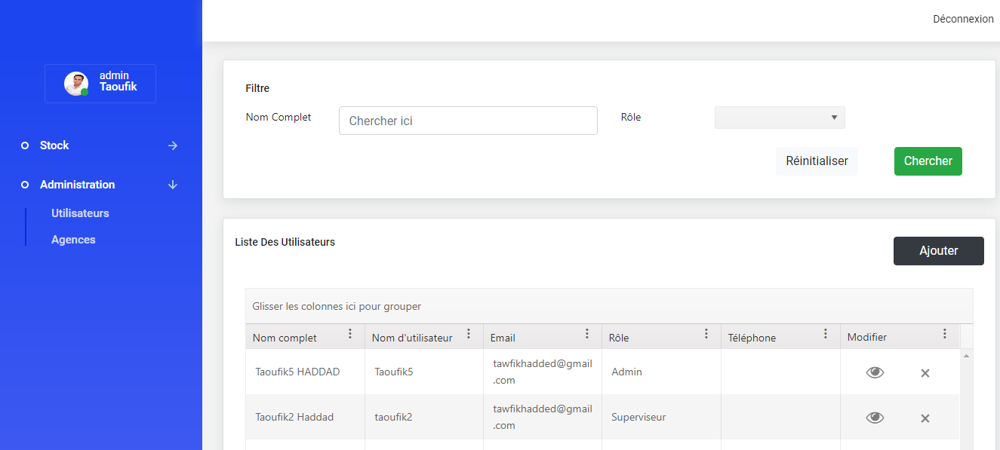 Déconnexion
admin
Taoufik
Stock
Administration
Utilisateurs
Agences
Filtre
Nom Complet
Chercher ici
Rôle
Réinitialiser
Chercher
Liste Des Utilisateurs
Ajouter
Glisser les colonnes ici pour grouper
Nom complet Nom d'utilisateur Email Rôle Téléphone Modifier
Taoufik5 HADDAD Taoufik5 tawfikhadded@gmail Admin
.com
Taoufik2 Haddad taoufik2 tawfikhadded@gmail Superviseur
.com